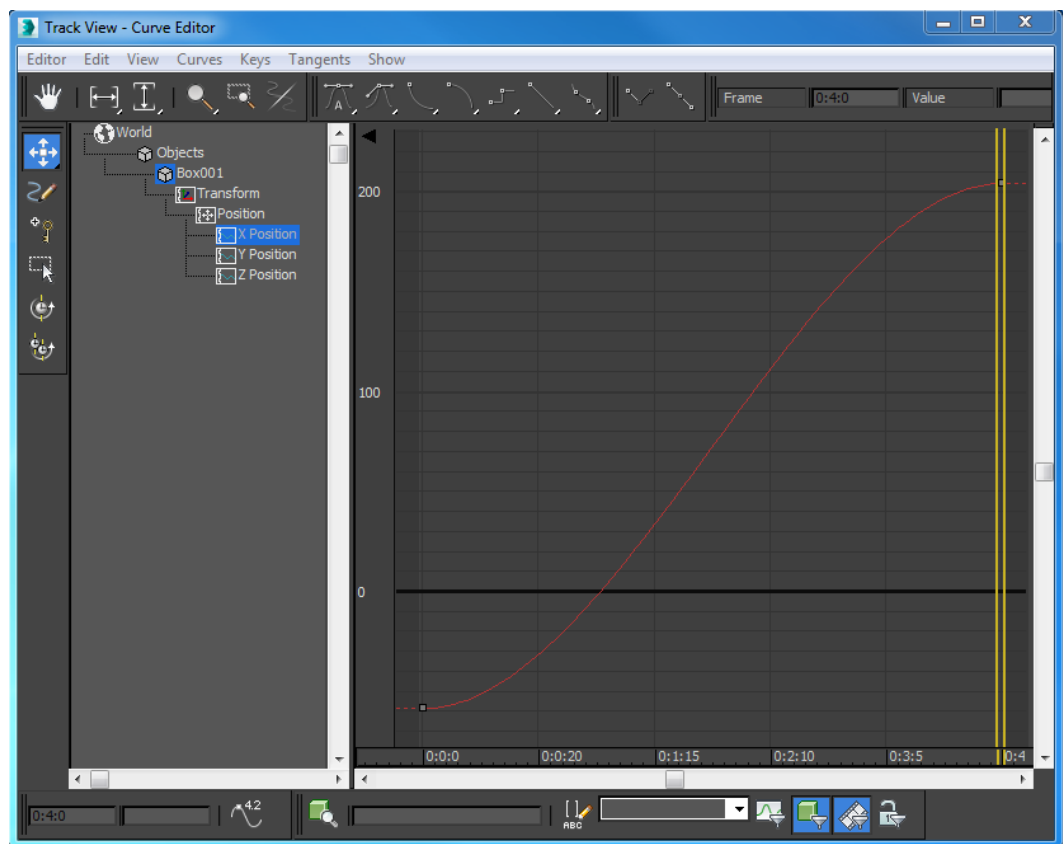 Track View - Curve Editor
Editor Edit View Curves Keys Tangents Show
A
Frame 0:4:0 Value
World
Objects
Box001
Transform
Position
X Position
Y Position
Z Position
200
100
0
0:0:0 0:0:20 0:1:15 0:2:10 0:3:5 0:4
0:4:0
4.2
ABC